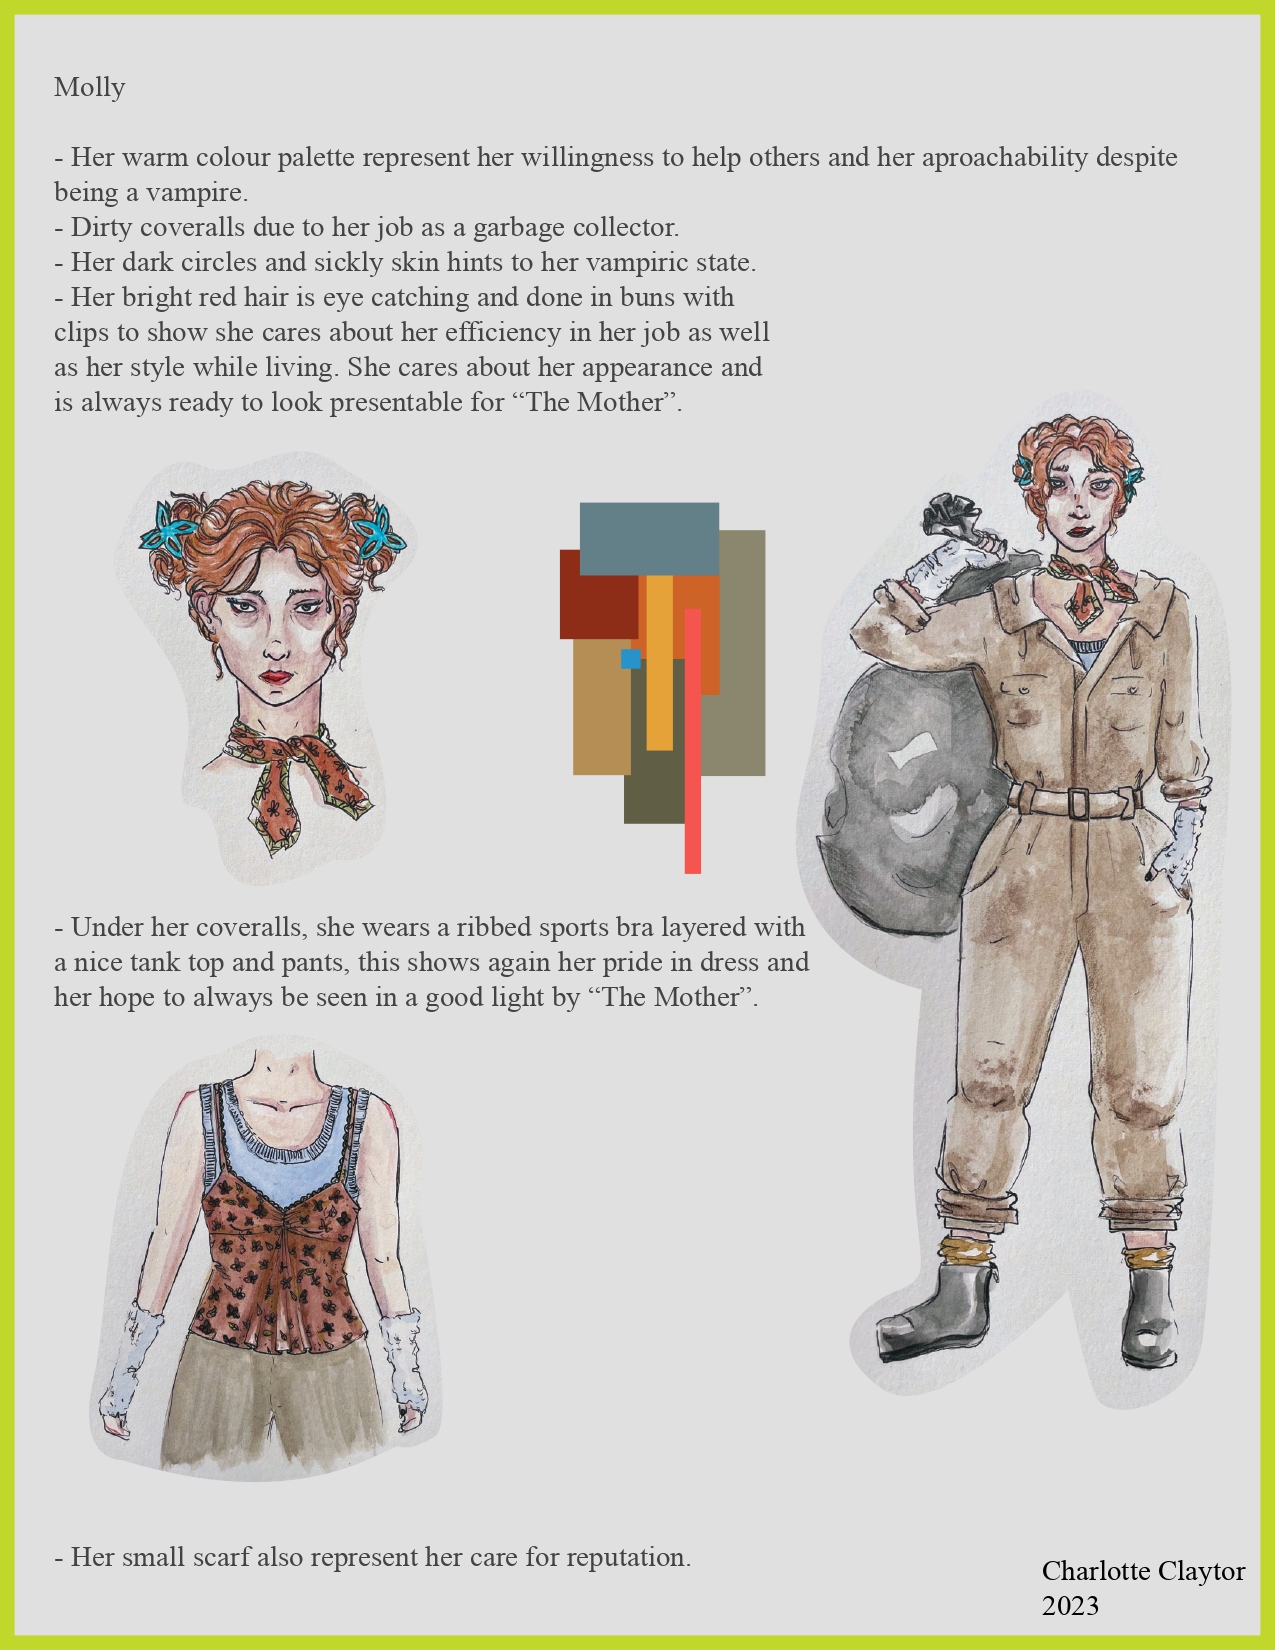 Molly
- Her warm colour palette represent her willingness to help others and her aproachability despite
being a vampire.
- Dirty coveralls due to her job as a garbage collector.
- Her dark circles and sickly skin hints to her vampiric state.
- Her bright red hair is eye catching and done in buns with
clips to show she cares about her efficiency in her job as well
as her style while living. She cares about her appearance and
is always ready to look presentable for “The Mother”.
- Under her coveralls, she wears a ribbed sports bra layered with
a nice tank top and pants, this shows again her pride in dress and
her hope to always be seen in a good light by “The Mother”.
- Her small scarf also represent her care for reputation.
Charlotte Claytor
2023